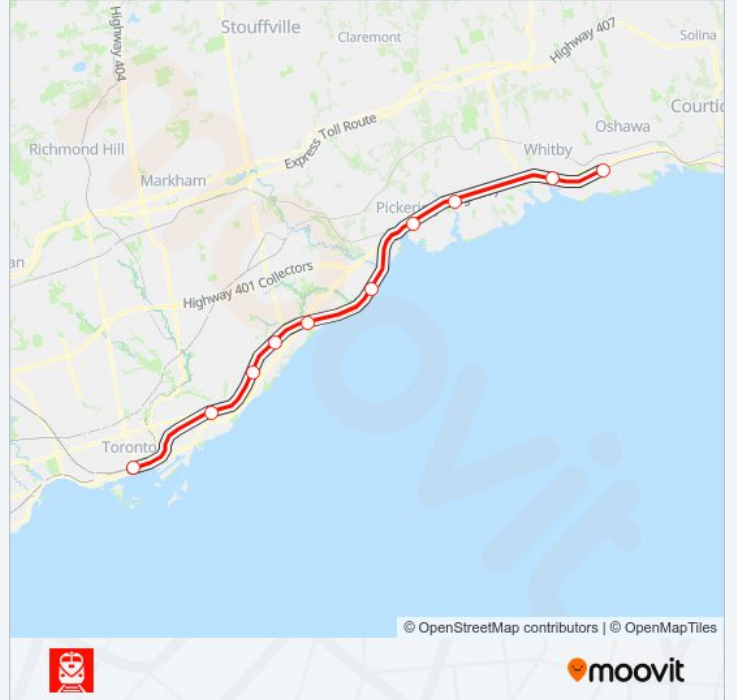 Highway 404
Stouffville
Claremont
Highway 407
Solina
Courtic
Oshawa
Express Toll Route
Whitby
Richmond Hill
Markham
an
Highway 401 Collectors
Toronto
moovit
© OpenStreetMap contributors | © OpenMapTiles
moovit